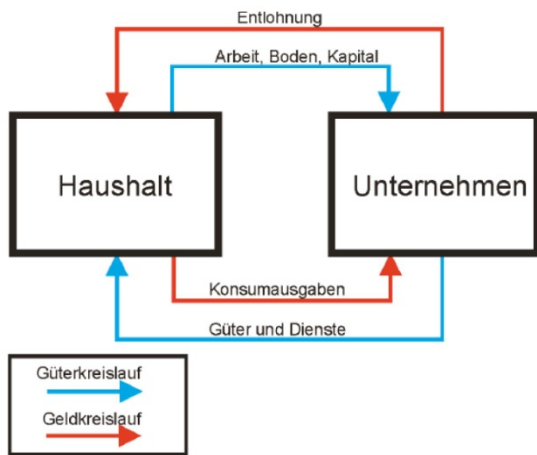 Entlohnung
Arbeit, Boden, Kapital
Haushalt
Unternehmen
Konsumausgaben
Güter und Dienste
Güterkreislauf
Geldkreislauf